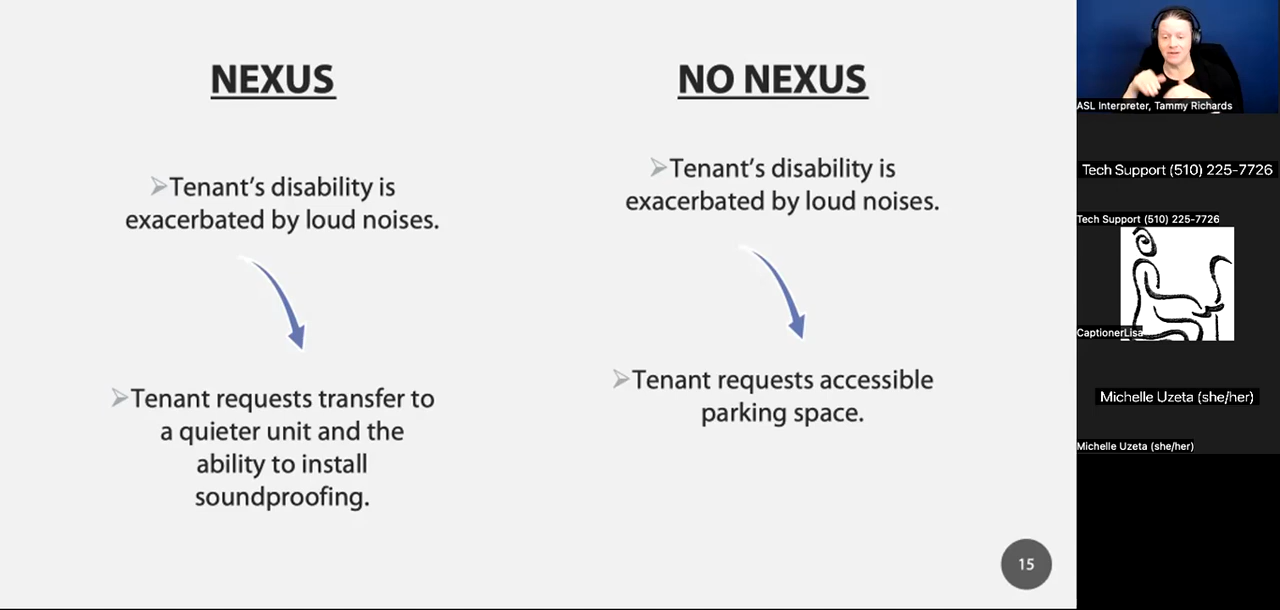 NEXUS
Tenant's disability is
exacerbated by loud noises.
Tenant requests transfer to
a quieter unit and the
ability to install
soundproofing.
NO NEXUS
Tenant's disability is
exacerbated by loud noises.
Tenant requests accessible
parking space.
15
ASL Interpreter, Tammy Richards
Tech Support (510) 225-7726
Tech Support (510) 225-7726
CaptionerLisa
Michelle Uzeta (she/her)
Michelle Uzeta (she/her)